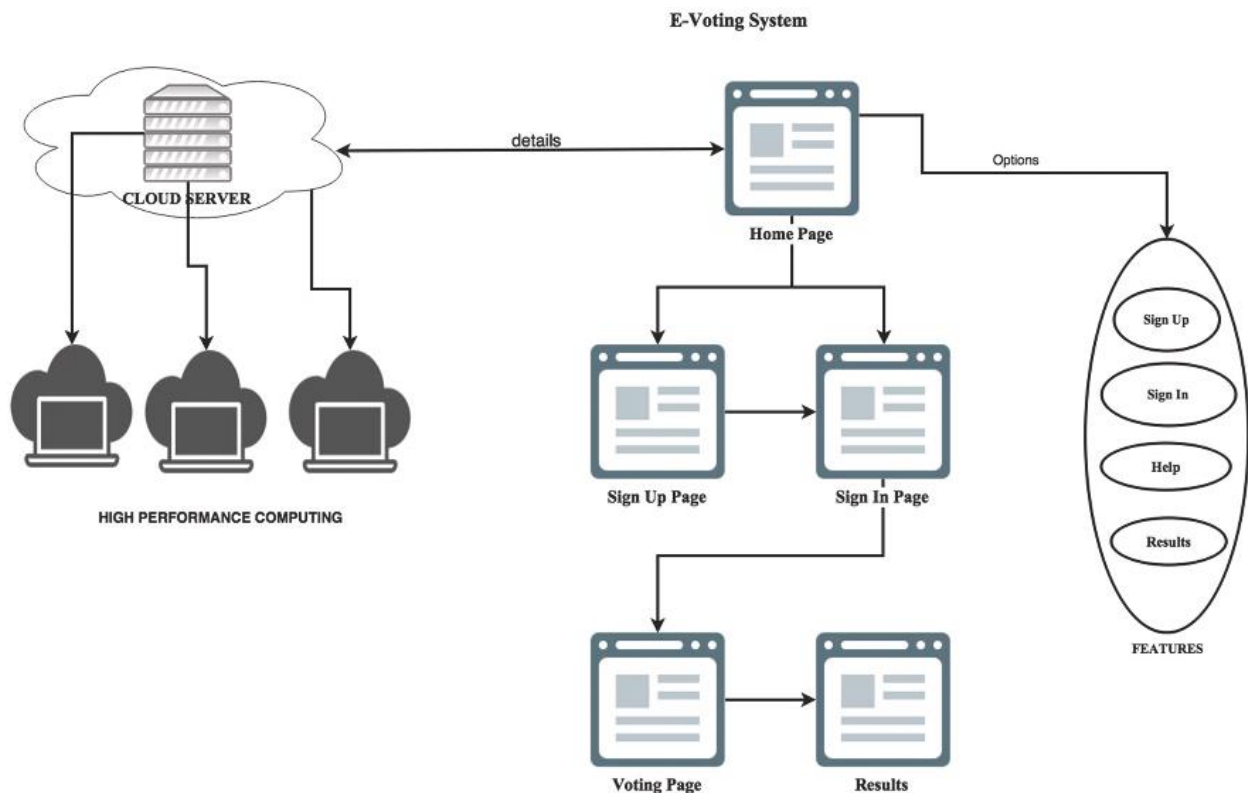 E-Voting System
details
Options
CLOUD SERVER
Home Page
Sign Up
Sign In
Help
Results
FEATURES
Sign Up Page
Sign In Page
HIGH PERFORMANCE COMPUTING
Voting Page
Results